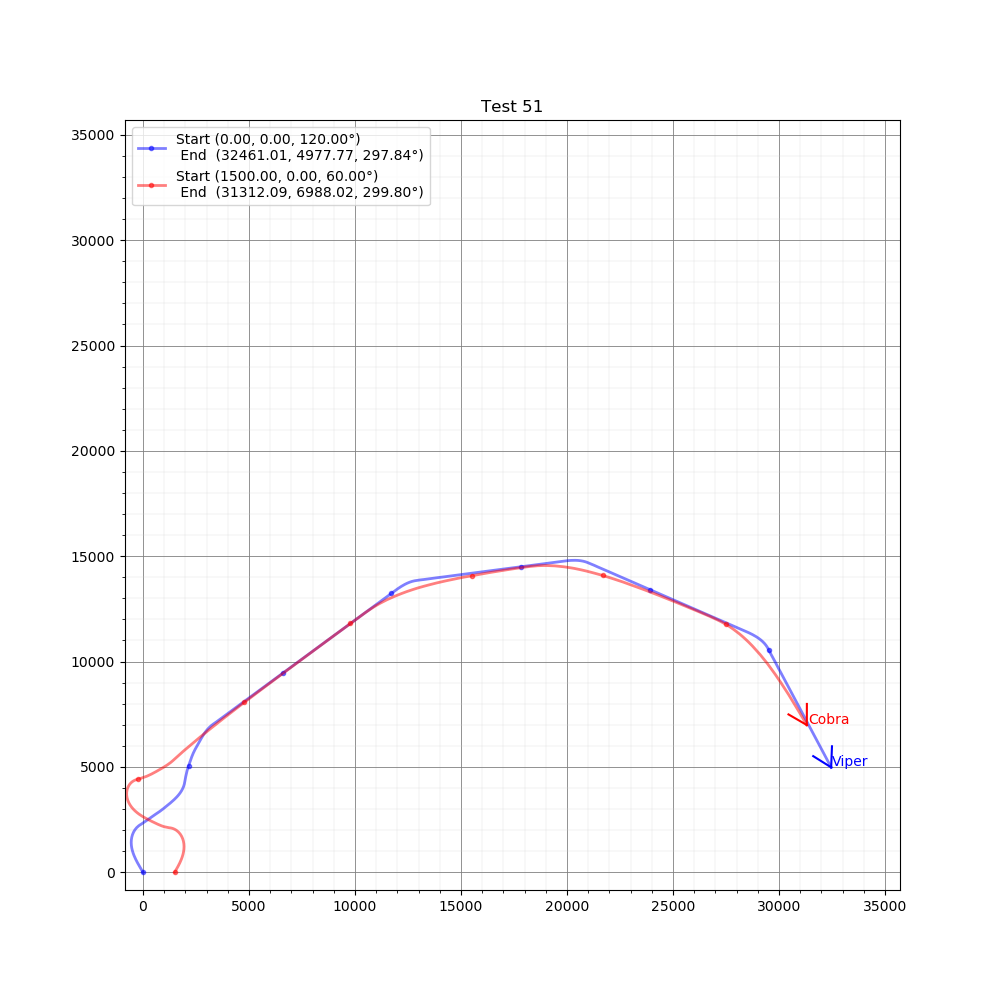 Test 51
Start (0.00, 0.00, 120.00°)
End (32461.01, 4977.77, 297.84°)
Start (1500.00, 0.00, 60.00°)
End (31312.09, 6988.02, 299.80°)
35000
30000
25000
20000
15000
10000
5000
0
Cobra
Viper
0 5000 10000 15000 20000 25000 30000 35000